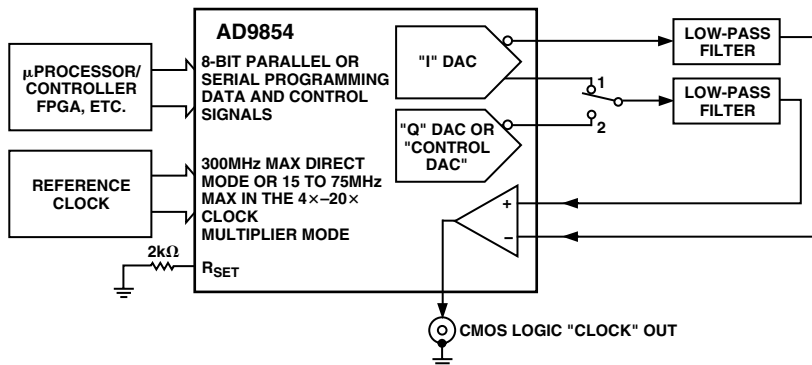 AD9854
µPROCESSOR/
CONTROLLER
FPGA, ETC.
8-BIT PARALLEL OR
SERIAL PROGRAMMING
DATA AND CONTROL
SIGNALS
REFERENCE
CLOCK
300MHz MAX DIRECT
MODE OR 15 TO 75MHz
MAX IN THE 4×–20×
CLOCK
MULTIPLIER MODE
2kΩ
RSET
"I" DAC
"Q" DAC OR
"CONTROL
DAC"
1
2
LOW-PASS
FILTER
LOW-PASS
FILTER
+
–
CMOS LOGIC "CLOCK" OUT